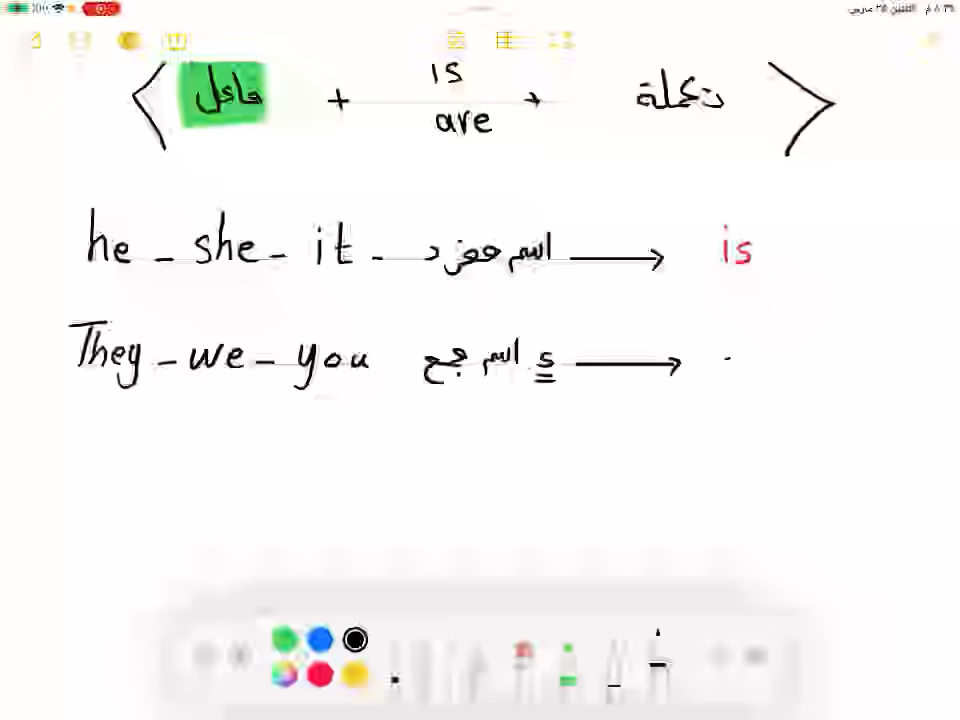 فاعل + is are + تكملة
he - she - it - اسم مفرد → is
They - we - you اسم جمع s →